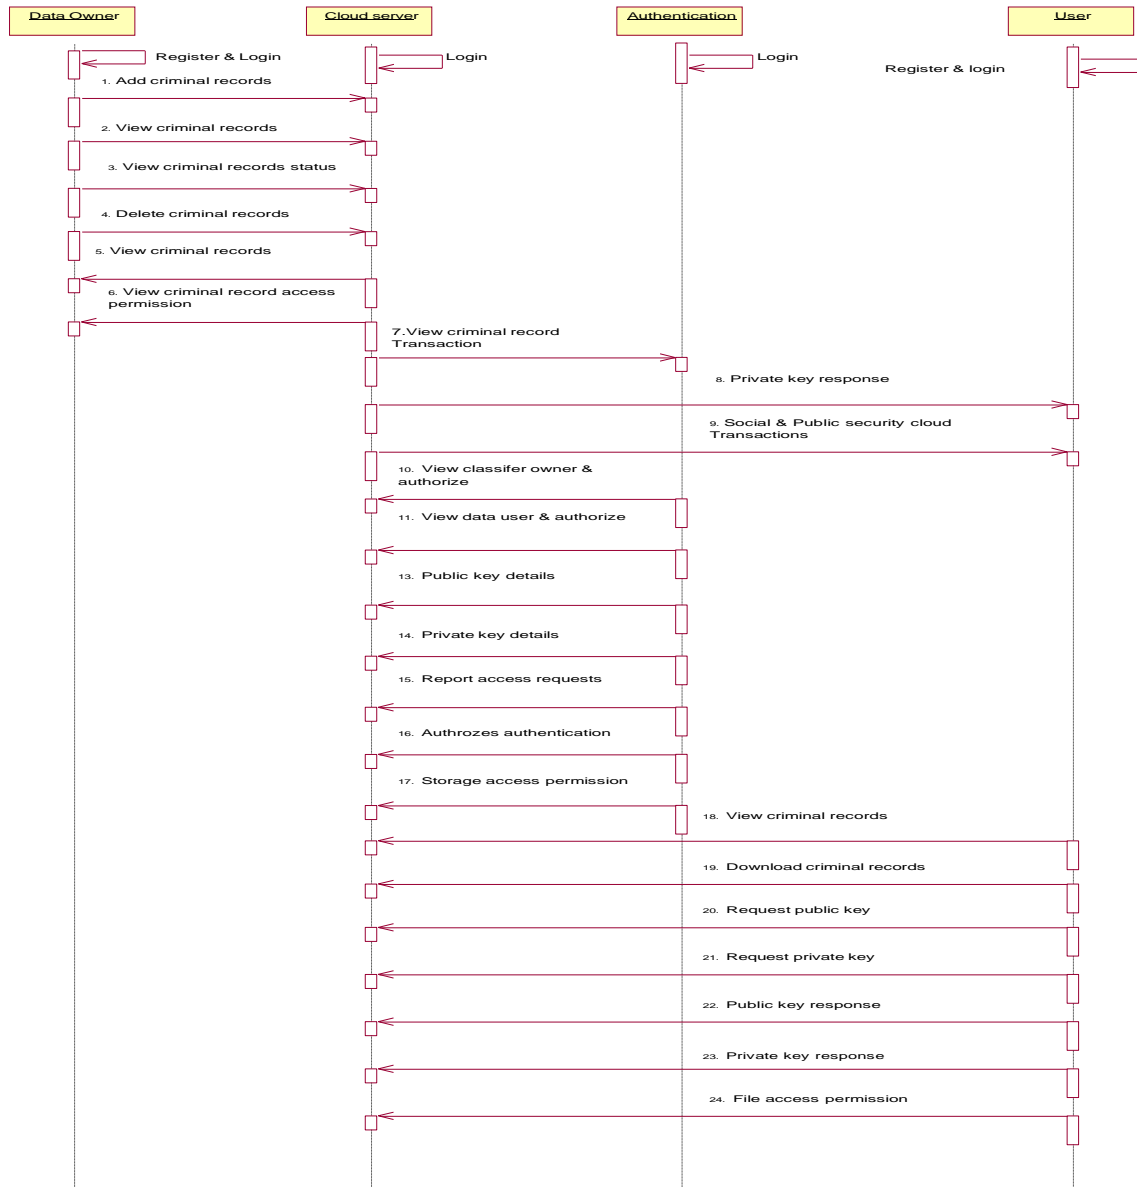 Data Owner
Cloud server
Authentication
User
Register & Login
Login
Login
Register & login
1. Add criminal records
2. View criminal records
3. View criminal records status
4. Delete criminal records
5. View criminal records
6. View criminal record access
permission
7.View criminal record
Transaction
8. Private key response
9. Social & Public security cloud
Transactions
10. View classifer owner &
authorize
11. View data user & authorize
13. Public key details
14. Private key details
15. Report access requests
16. Authrozes authentication
17. Storage access permission
18. View criminal records
19. Download criminal records
20. Request public key
21. Request private key
22. Public key response
23. Private key response
24. File access permission